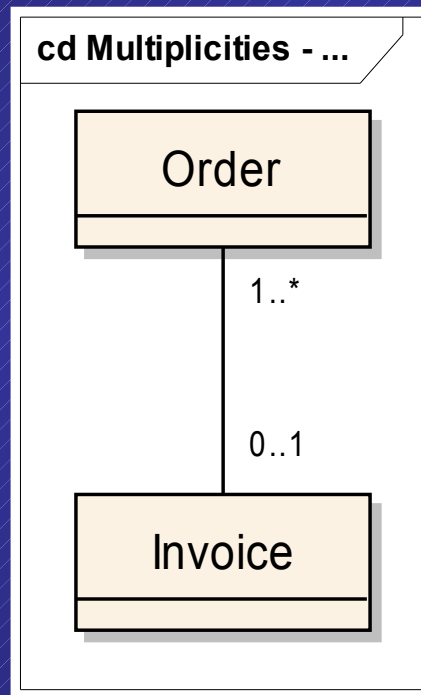 cd Multiplicities - ...
Order
1..*
0..1
Invoice